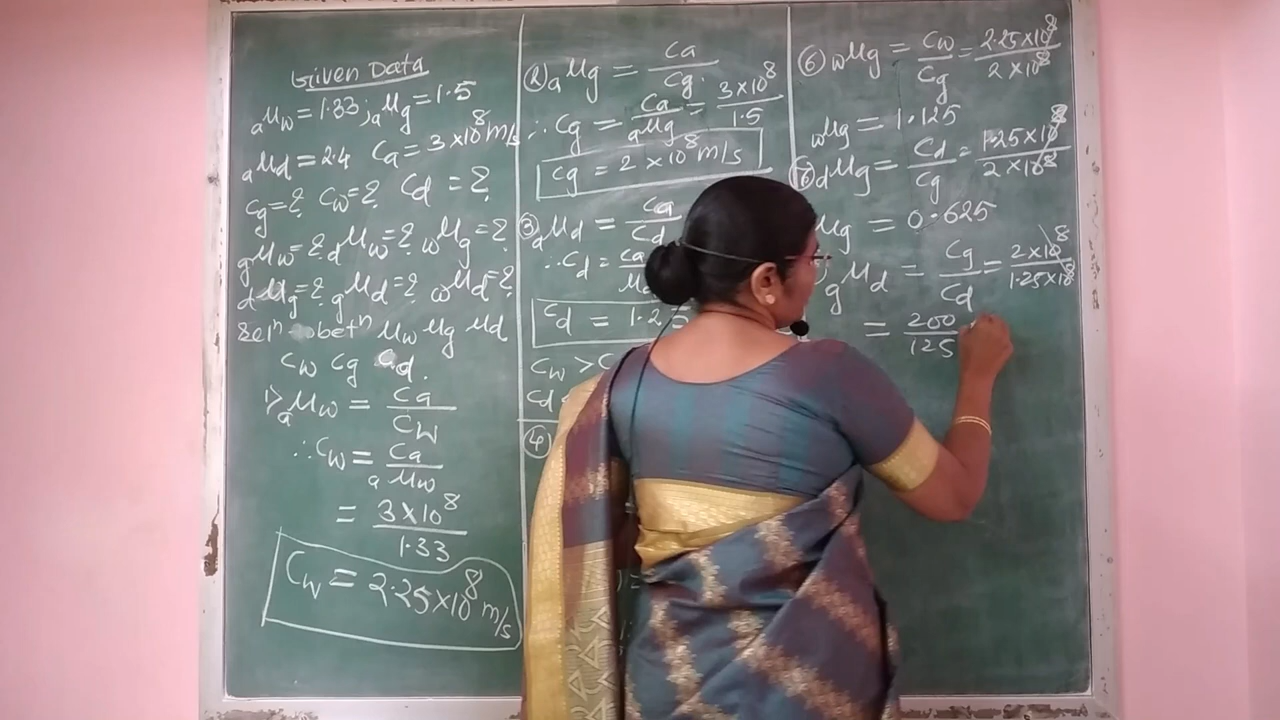 Given Data
aμw = 1.33 ; aμg = 1.5
aμd = 2.4 Ca = 3 × 10⁸ m/s
Cg = ? Cw = ? Cd = ?
gμw = ? dμw = ? wμg = ?
dμg = ? gμd = ? wμd = ?
Relⁿ betⁿ μw μg μd
Cw Cg Cd.
1> aμw = Ca / Cw
∴ Cw = Ca / aμw
= 3 × 10⁸ / 1.33
Cw = 2.25 × 10⁸ m/s
② aμg = Ca / Cg.
∴ Cg = Ca / aμg = 3 × 10⁸ / 1.5
Cg = 2 × 10⁸ m/s
③ aμd = Ca / Cd
∴ Cd = Ca / μd
Cd = 1.25
Cw > C
Cd
④
⑥ wμg = Cw / Cg = 2.25 × 10⁸ / 2 × 10⁸
wμg = 1.125
dμg = Cd / Cg = 1.25 × 10⁸ / 2 × 10⁸
μg = 0.625
gμd = Cg / Cd = 2 × 10⁸ / 1.25 × 10⁸
= 200 / 125